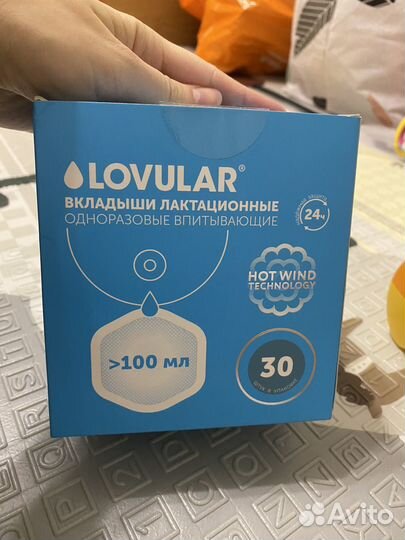 LOVULAR®
ВКЛАДЫШИ ЛАКТАЦИОННЫЕ
ОДНОРАЗОВЫЕ ВПИТЫВАЮЩИЕ
24ч
HOT WIND
TECHNOLOGY
>100 мл
30
ШТУК В УПАКОВКЕ
Avito